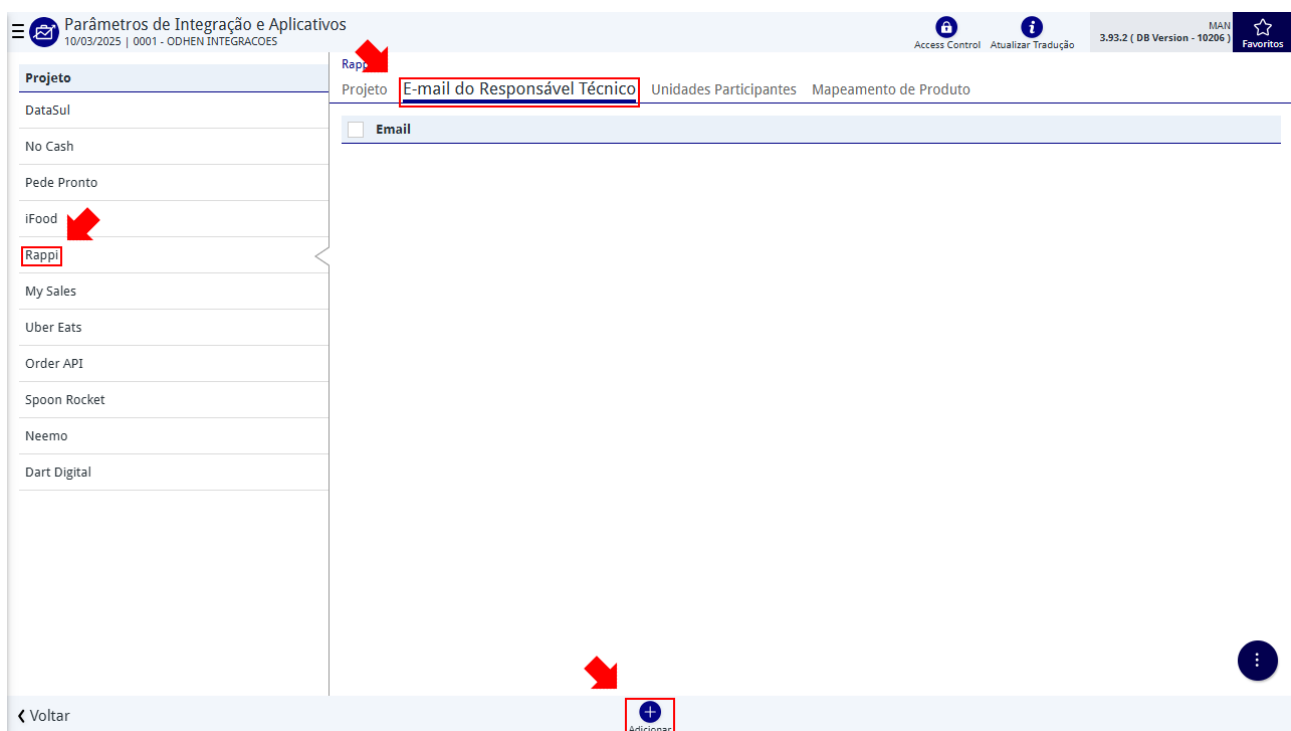 Parâmetros de Integração e Aplicativos
10/03/2025 | 0001 - ODHEN INTEGRACOES
Access Control
Atualizar Tradução
MAN
3.93.2 ( DB Version - 10206 )
Favoritos
Projeto
DataSul
No Cash
Pede Pronto
iFood
Rappi
My Sales
Uber Eats
Order API
Spoon Rocket
Neemo
Dart Digital
Rapp
Projeto E-mail do Responsável Técnico Unidades Participantes Mapeamento de Produto
Email
Voltar
Adicionar